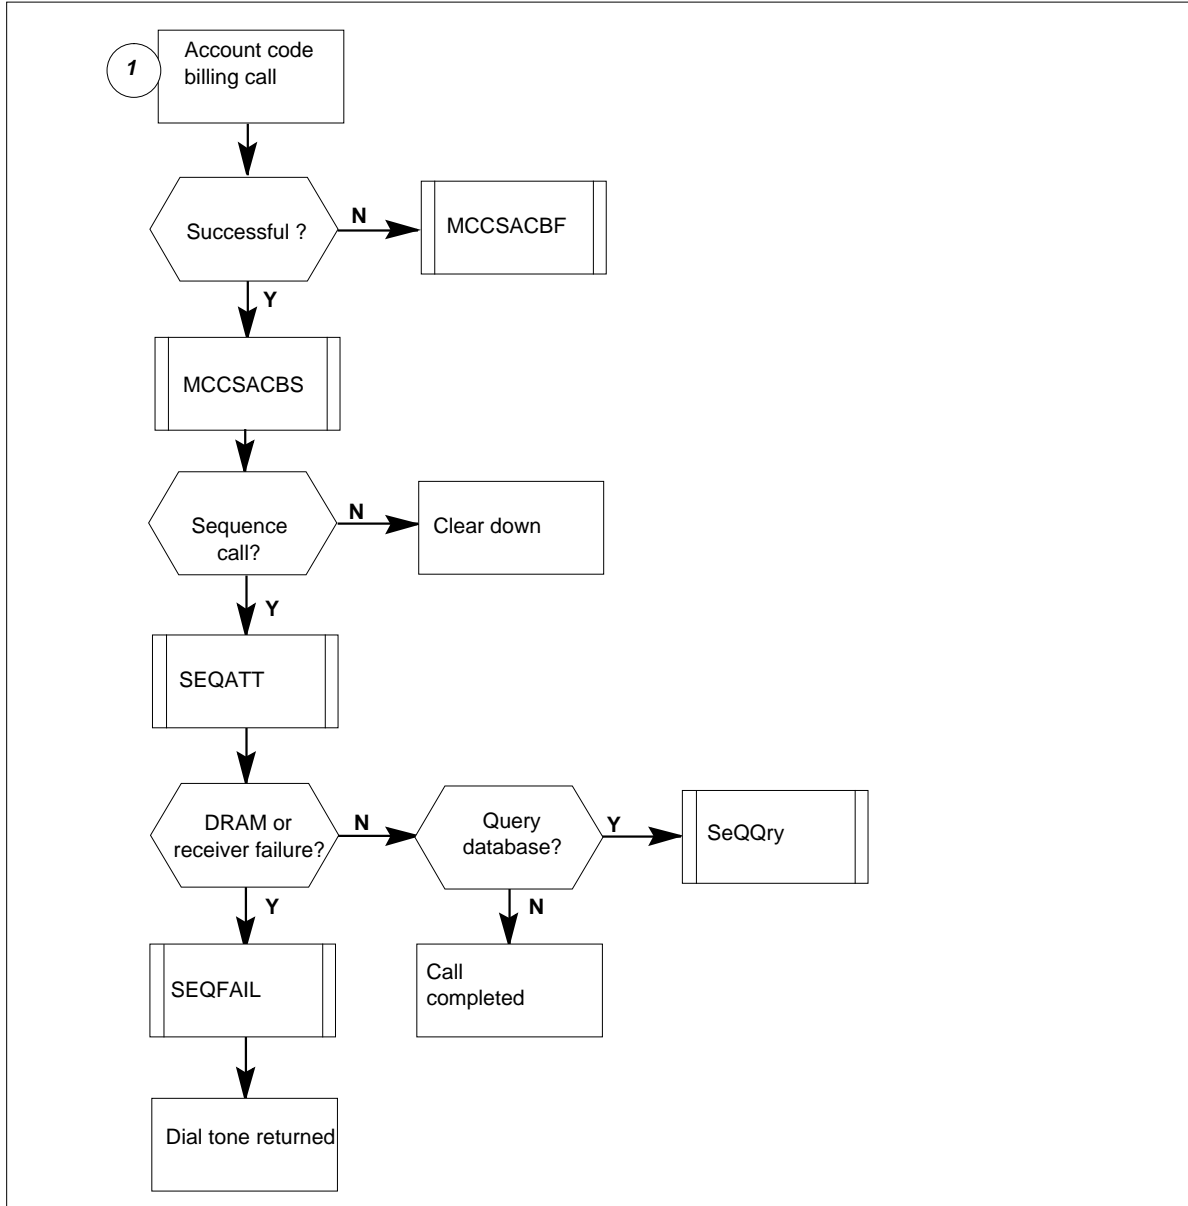 1
Account code
billing call
Successful ?
N
MCCSACBF
Y
MCCSACBS
Sequence
call?
N
Clear down
Y
SEQATT
DRAM or
receiver failure?
N
Query
database?
Y
SeQQry
Y
N
SEQFAIL
Call
completed
Dial tone returned